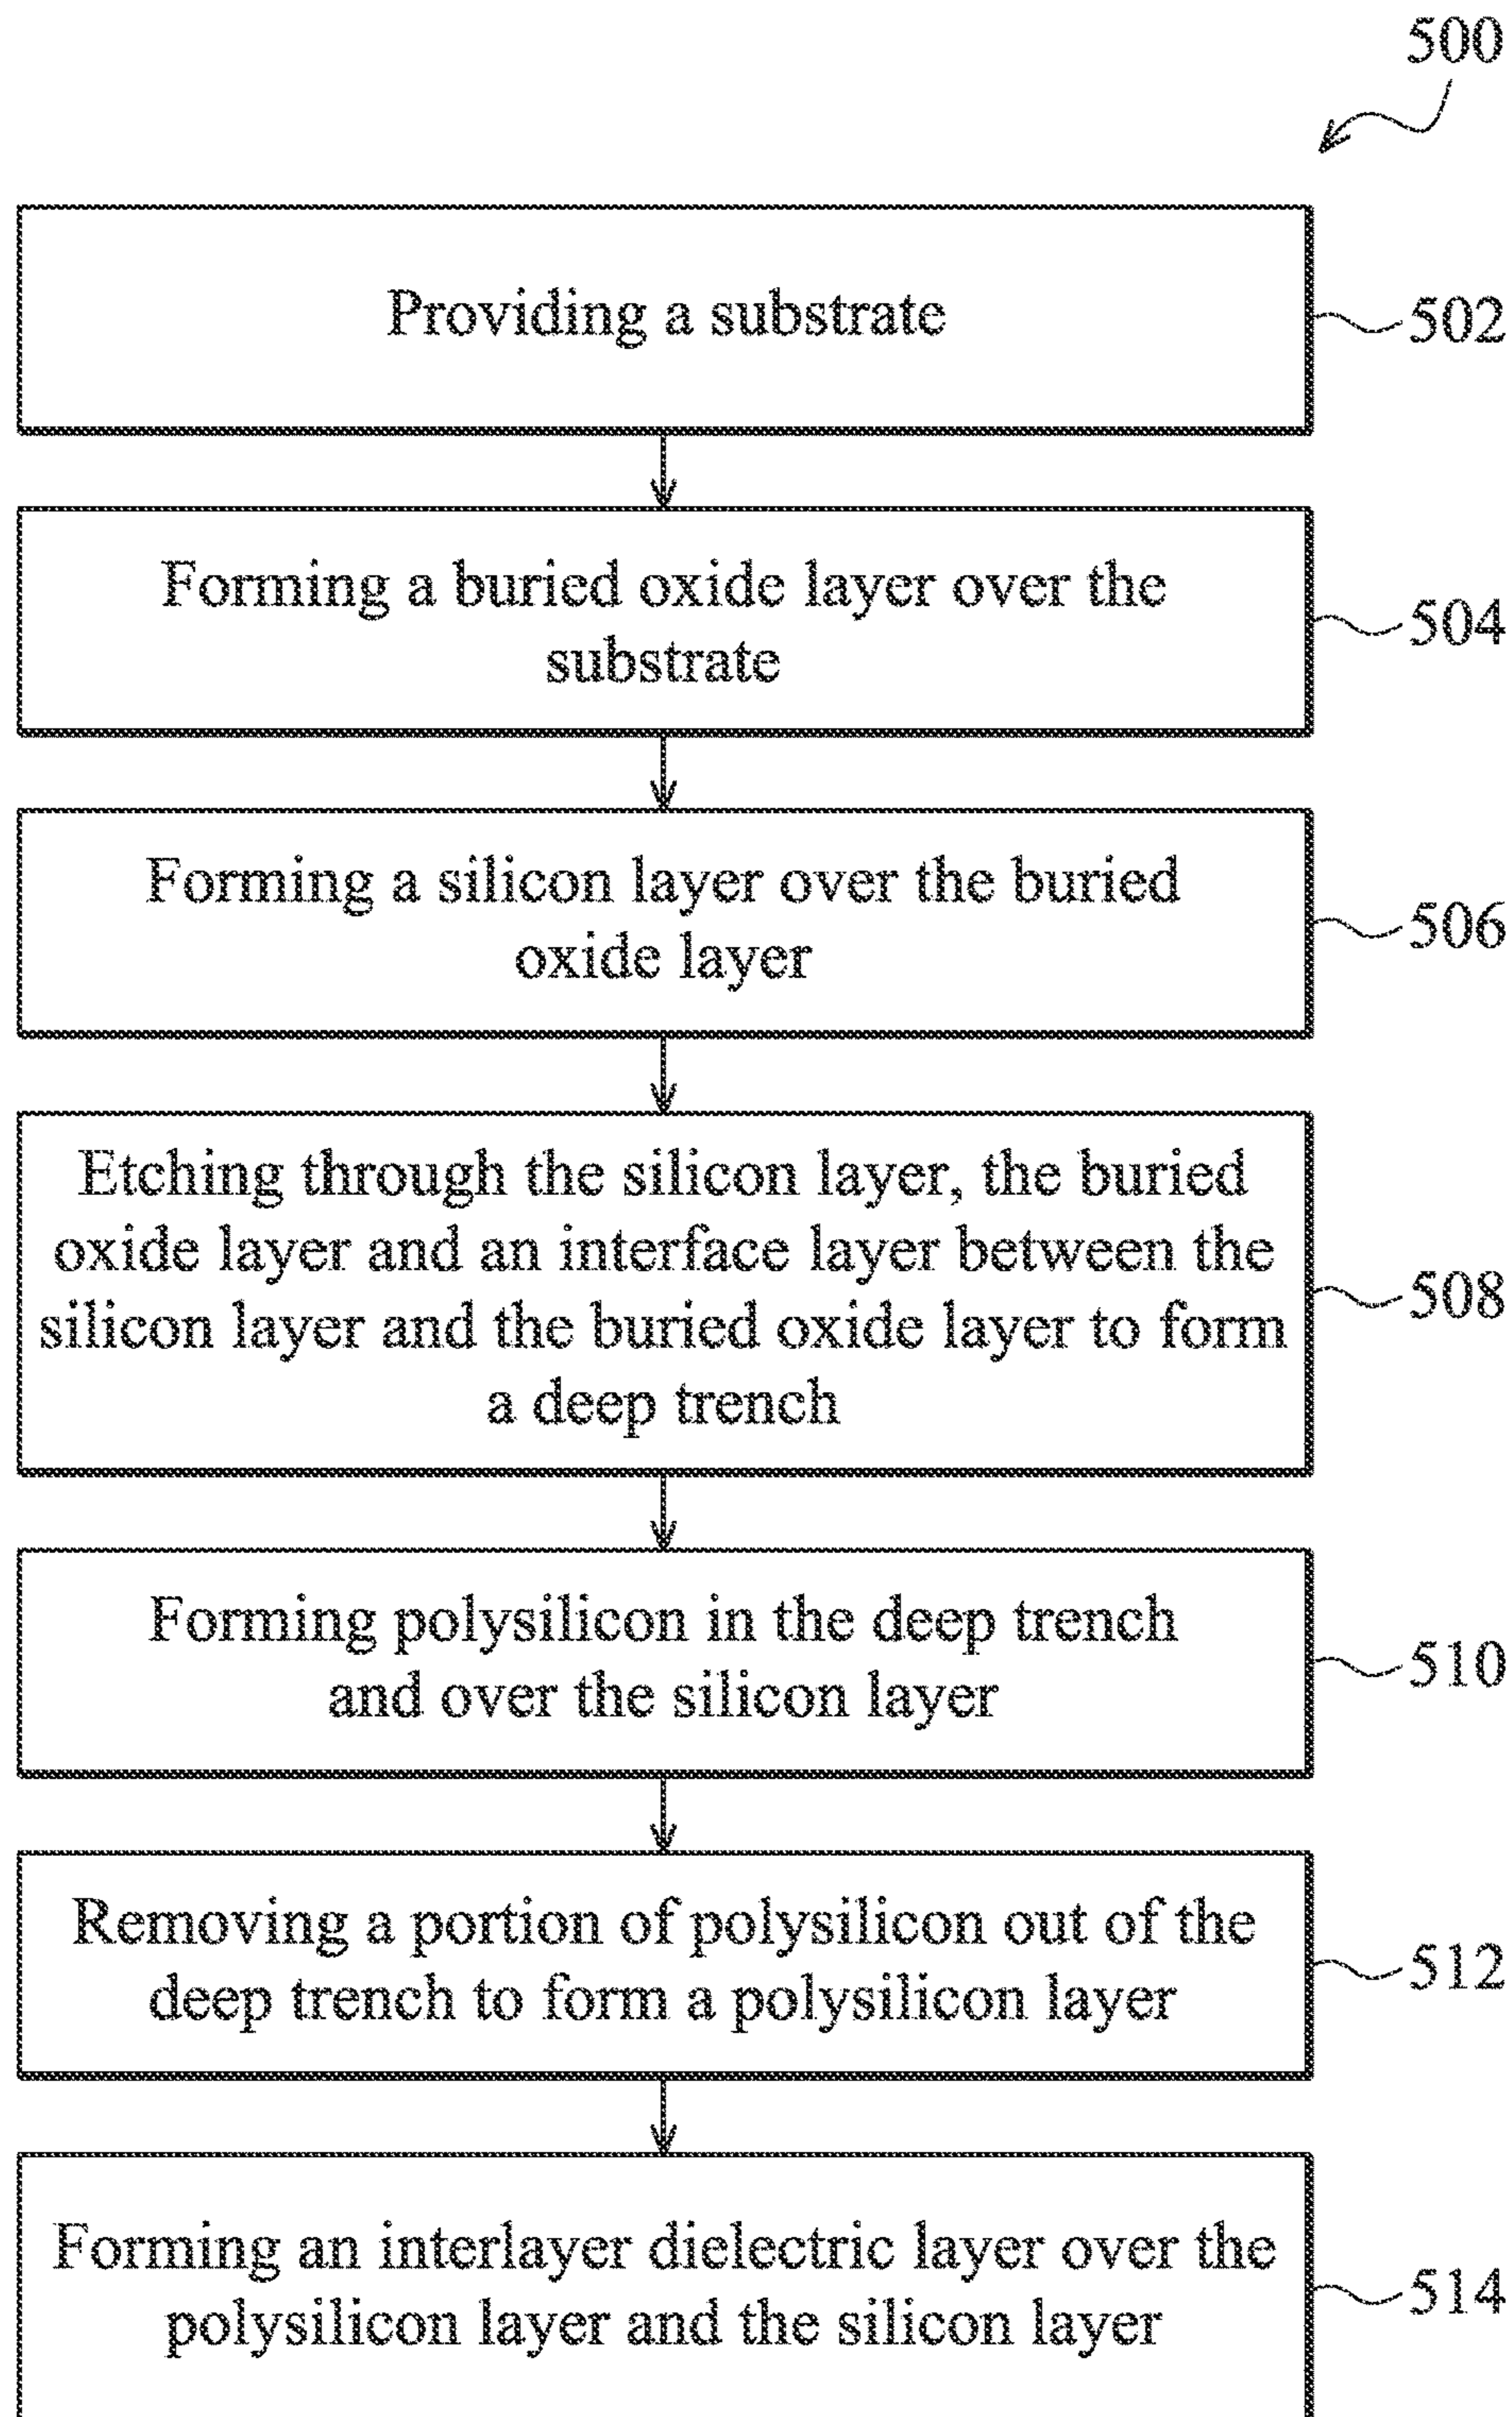 500
Providing a substrate
502
Forming a buried oxide layer over the
substrate
504
Forming a silicon layer over the buried
oxide layer
506
Etching through the silicon layer, the buried
oxide layer and an interface layer between the
silicon layer and the buried oxide layer to form
a deep trench
508
Forming polysilicon in the deep trench
and over the silicon layer
510
Removing a portion of polysilicon out of the
deep trench to form a polysilicon layer
512
Forming an interlayer dielectric layer over the
polysilicon layer and the silicon layer
514